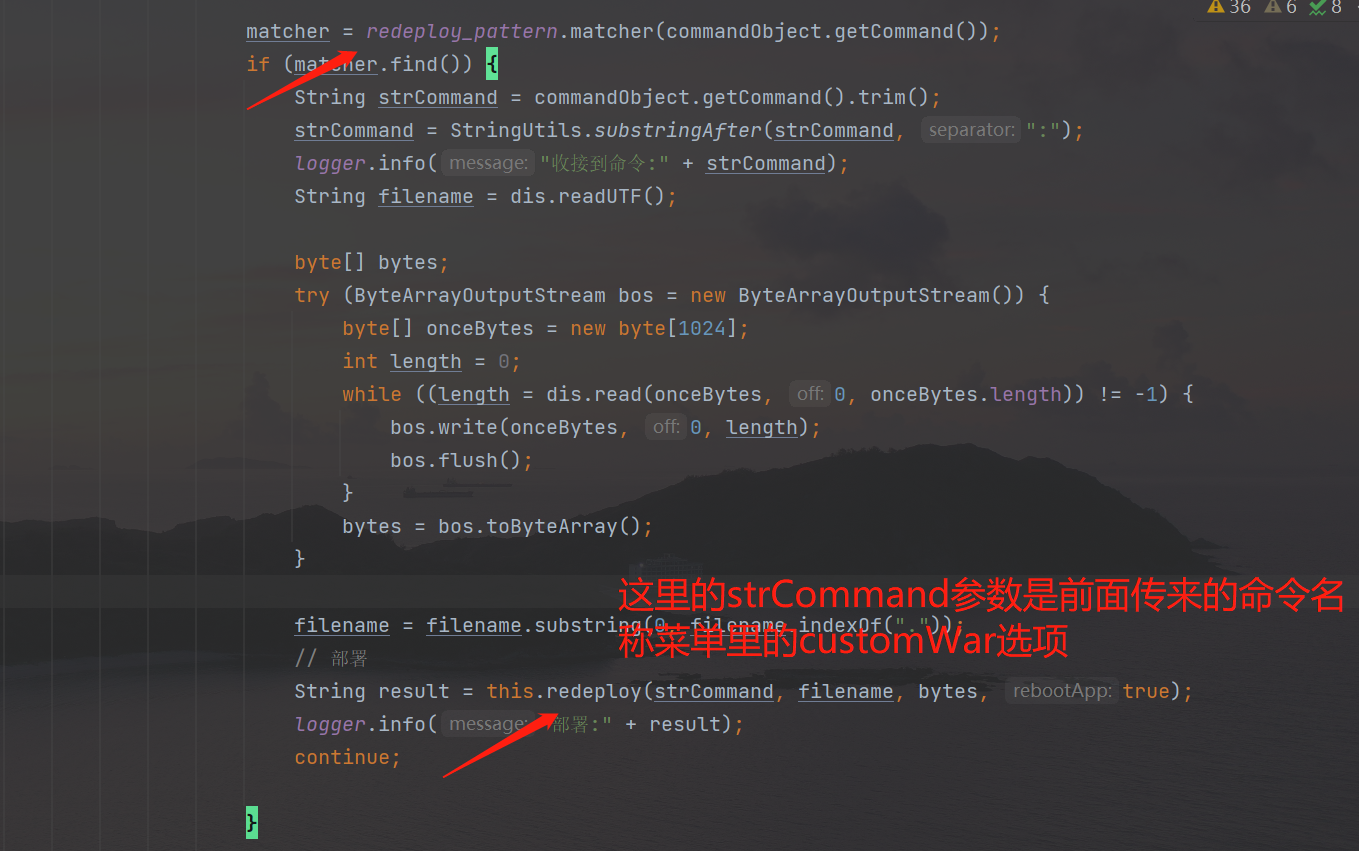 36 6 8
matcher = redeploy_pattern.matcher(commandObject.getCommand());
if (matcher.find()) {
String strCommand = commandObject.getCommand().trim();
strCommand = StringUtils.substringAfter(strCommand, separator: ":");
logger.info( message: "收接到命令:" + strCommand);
String filename = dis.readUTF();
byte[] bytes;
try (ByteArrayOutputStream bos = new ByteArrayOutputStream()) {
byte[] onceBytes = new byte[1024];
int length = 0;
while ((length = dis.read(onceBytes, off: 0, onceBytes.length)) != -1) {
bos.write(onceBytes, off: 0, length);
bos.flush();
}
bytes = bos.toByteArray();
}
这里的strCommand参数是前面传来的命令名
filename = filename.substring(0, filename.indexOf("."));
称菜单里的customWar选项
// 部署
String result = this.redeploy(strCommand, filename, bytes, rebootApp: true);
logger.info( message: "部署:" + result);
continue;
}